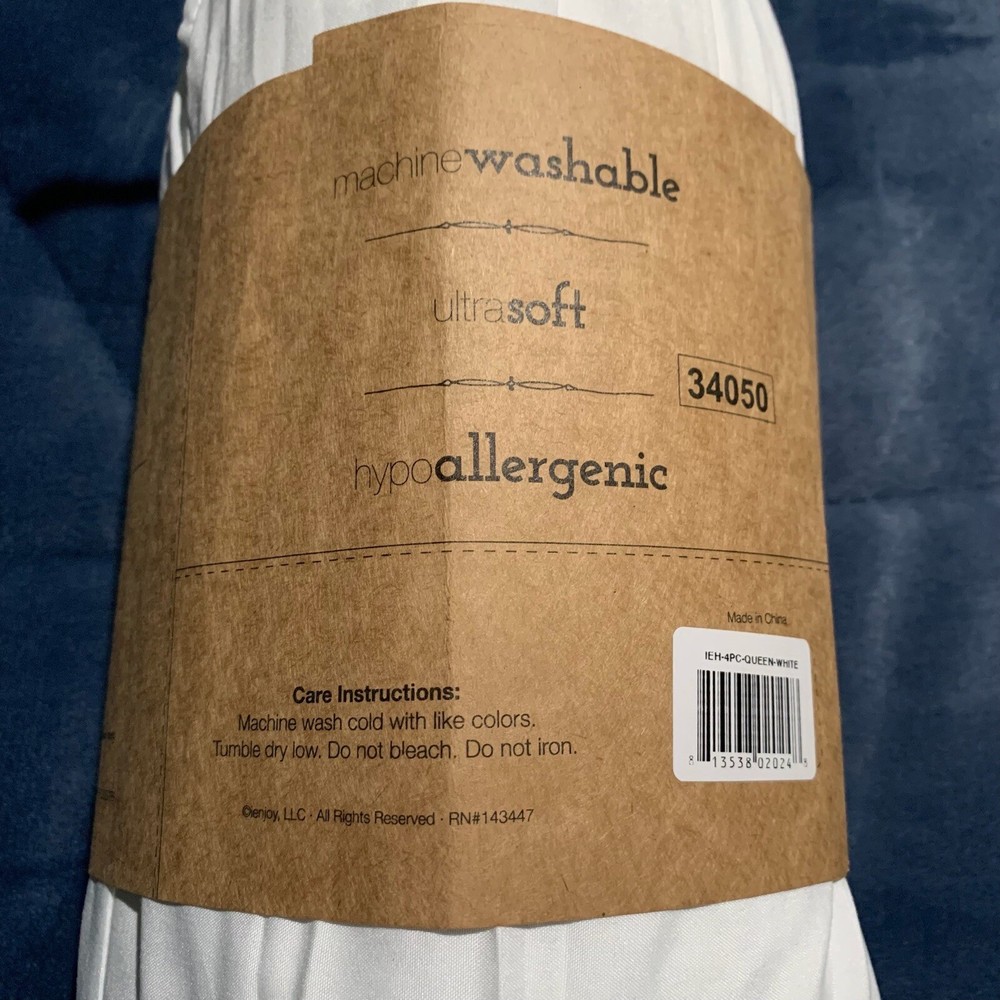 machinewashable
ultrasoft
34050
hypoallergenic
Made in China
IEH-4PC-QUEEN-WHITE
8 13538 02024 8
Care Instructions:
Machine wash cold with like colors.
Tumble dry low. Do not bleach. Do not iron.
©ienjoy, LLC · All Rights Reserved · RN#143447